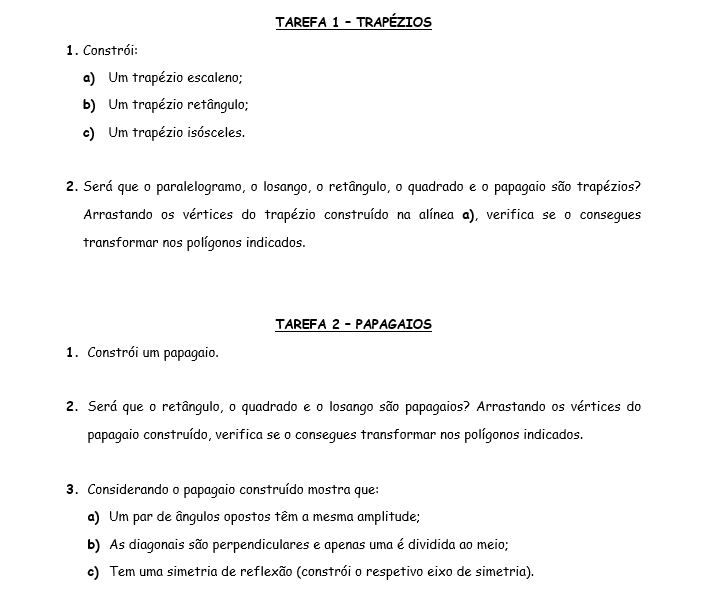 TAREFA 1 – TRAPÉZIOS
1. Constrói:
a) Um trapézio escaleno;
b) Um trapézio retângulo;
c) Um trapézio isósceles.
2. Será que o paralelogramo, o losango, o retângulo, o quadrado e o papagaio são trapézios?
Arrastando os vértices do trapézio construído na alínea a), verifica se o consegues
transformar nos polígonos indicados.
TAREFA 2 – PAPAGAIOS
1. Constrói um papagaio.
2. Será que o retângulo, o quadrado e o losango são papagaios? Arrastando os vértices do
papagaio construído, verifica se o consegues transformar nos polígonos indicados.
3. Considerando o papagaio construído mostra que:
a) Um par de ângulos opostos têm a mesma amplitude;
b) As diagonais são perpendiculares e apenas uma é dividida ao meio;
c) Tem uma simetria de reflexão (constrói o respetivo eixo de simetria).